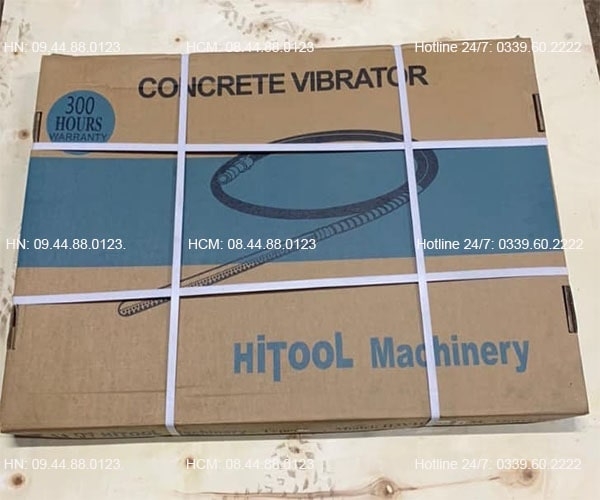 HN: 09.44.88.0123. HCM: 08.44.88.0123 Hotline 24/7: 0339.60.2222
CONCRETE VIBRATOR
300
HOURS
WARRANTY
HN: 09.44.88.0123. HCM: 08.44.88.0123 Hotline 24/7: 0339.60.2222
HiTOOL Machinery
HITOOL
HN: 09.44.88.0123. HCM: 08.44.88.0123 Hotline 24/7: 0339.60.2222